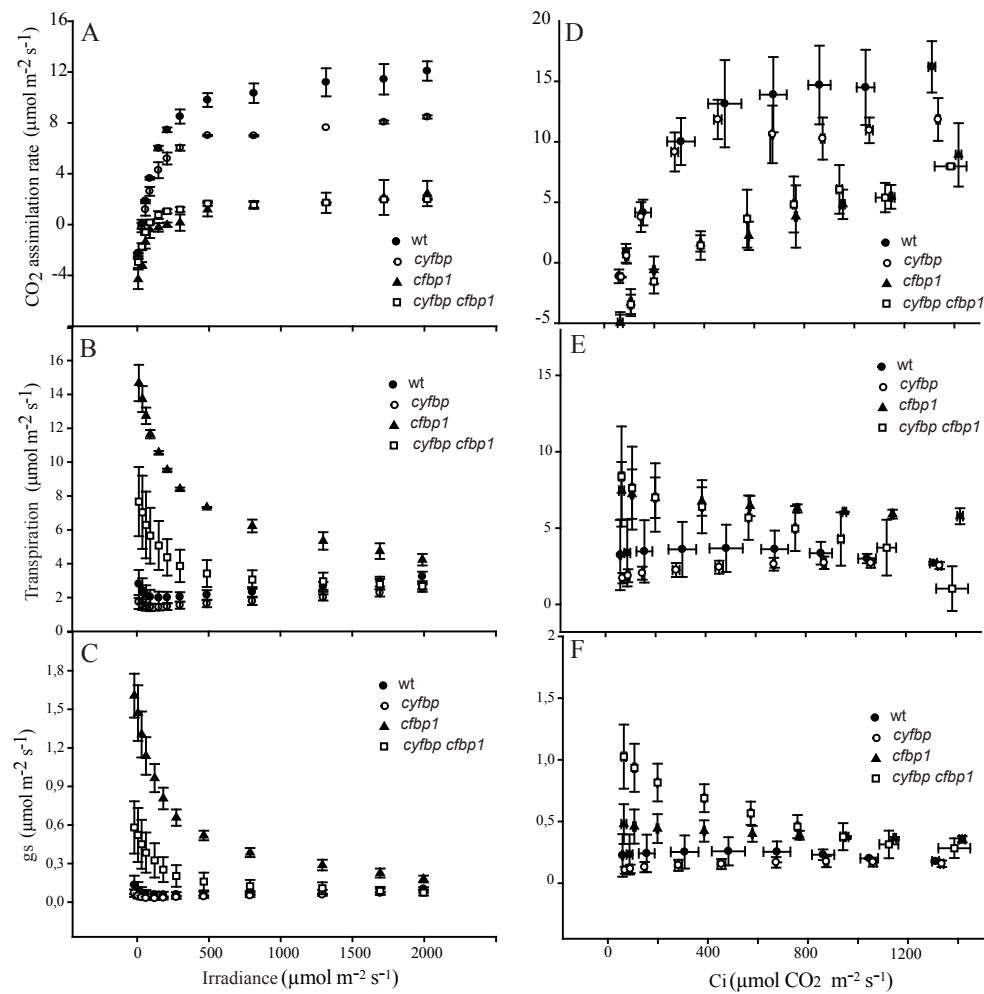 A
CO2 assimilation rate (µmol m-2 s-1)
16
12
8
4
0
-4
wt
cyfbp
cfbp1
cyfbp cfbp1
B
Transpiration (µmol m-2 s-1)
16
14
12
10
8
6
4
2
0
wt
cyfbp
cfbp1
cyfbp cfbp1
C
gs (µmol m-2 s-1)
1,8
1,5
1,2
0,9
0,6
0,3
0,0
wt
cyfbp
cfbp1
cyfbp cfbp1
0 500 1000 1500 2000
Irradiance (µmol m-2 s-1)
D
20
15
10
5
0
-5
wt
cyfbp
cfbp1
cyfbp cfbp1
E
15
10
5
0
wt
cyfbp
cfbp1
cyfbp cfbp1
F
2
1,5
1,0
0,5
0
wt
cyfbp
cfbp1
cyfbp cfbp1
0 400 800 1200
Ci (µmol CO2 m-2 s-1)